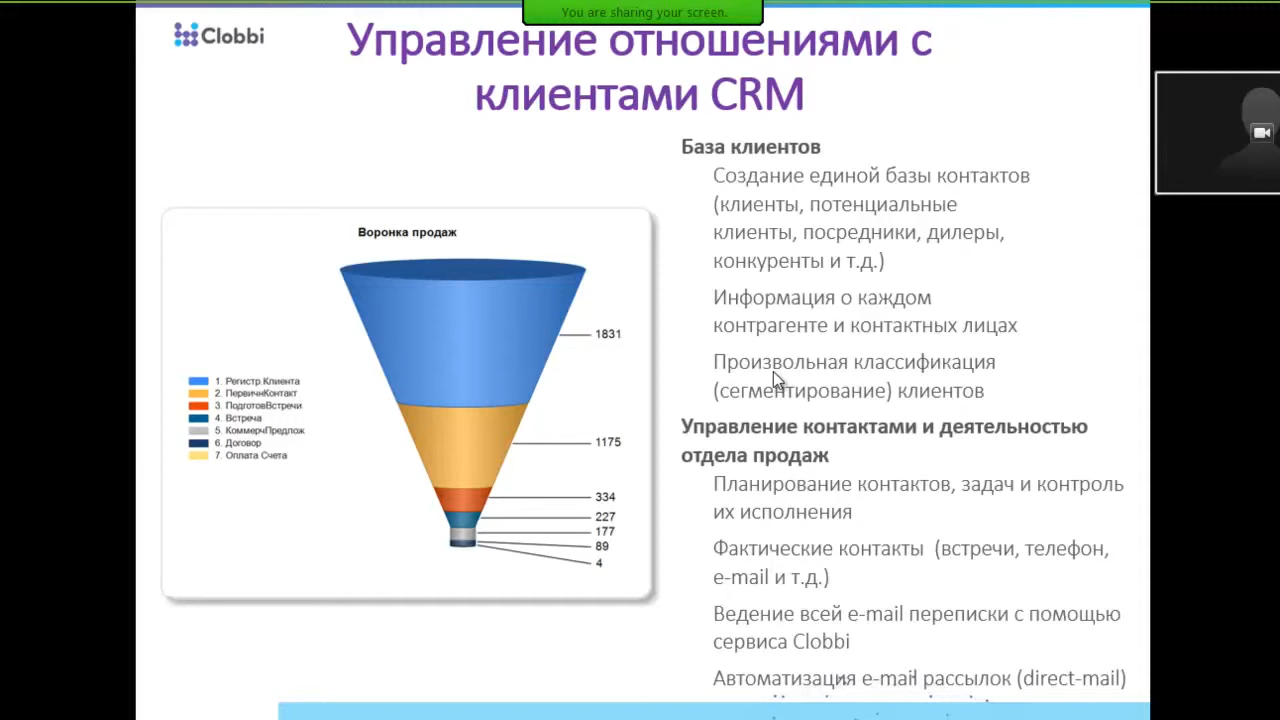 You are sharing your screen.
Clobbi
Управление отношениями с
клиентами CRM
Воронка продаж
1831
1175
334
227
177
89
4
1. Регистр.Клиента
2. ПервичнКонтакт
3. ПодготовВстречи
4. Встреча
5. КоммерчПредлож
6. Договор
7. Оплата Счета
База клиентов
Создание единой базы контактов
(клиенты, потенциальные
клиенты, посредники, дилеры,
конкуренты и т.д.)
Информация о каждом
контрагенте и контактных лицах
Произвольная классификация
(сегментирование) клиентов
Управление контактами и деятельностью
отдела продаж
Планирование контактов, задач и контроль
их исполнения
Фактические контакты (встречи, телефон,
e-mail и т.д.)
Ведение всей e-mail переписки с помощью
сервиса Clobbi
Автоматизация e-mail рассылок (direct-mail)